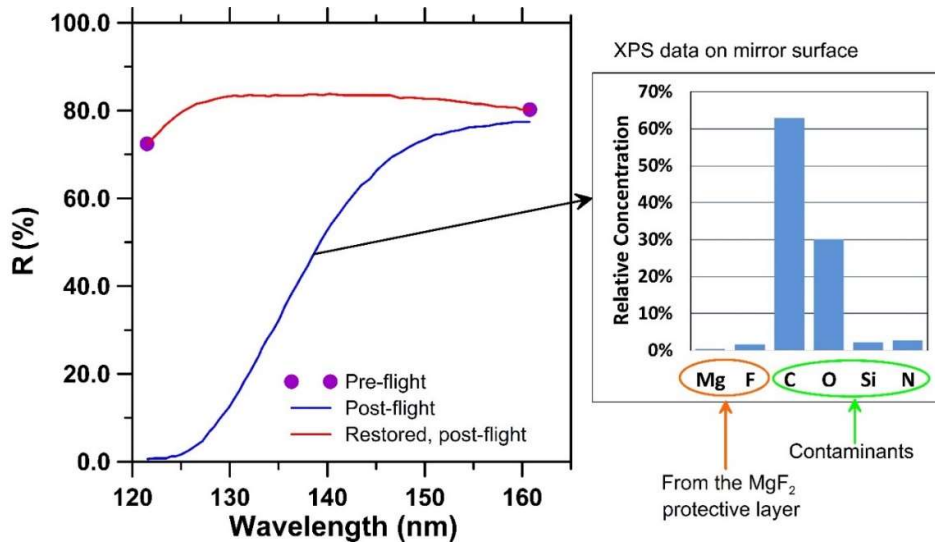 100.0
80.0
60.0
40.0
20.0
0.0
R (%)
120 130 140 150 160
Wavelength (nm)
Pre-flight
Post-flight
Restored, post-flight
XPS data on mirror surface
70%
60%
50%
40%
30%
20%
10%
0%
Relative Concentration
Mg F C O Si N
Contaminants
From the MgF₂
protective layer